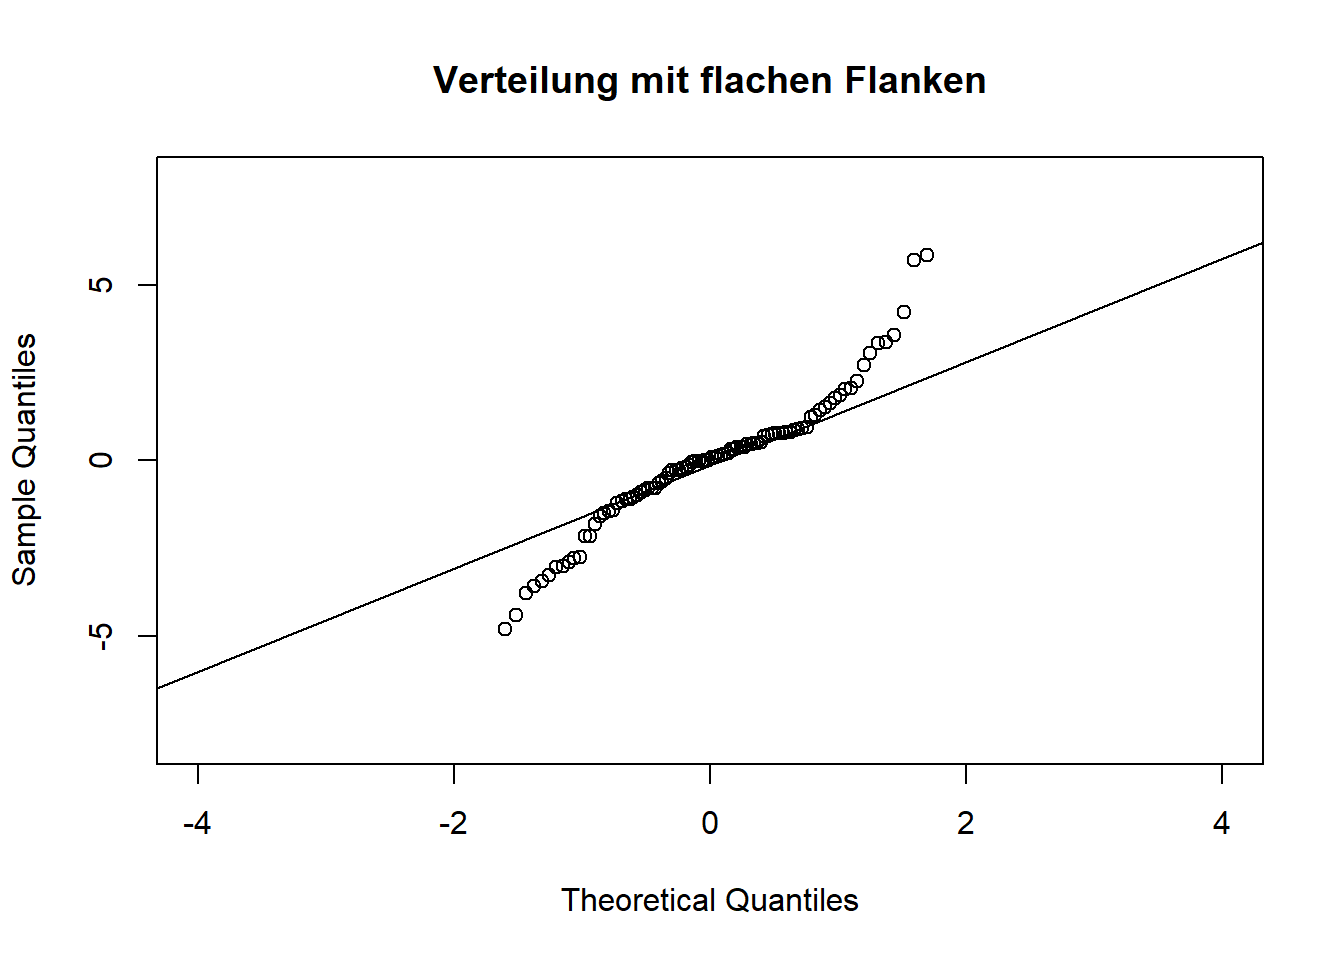 Verteilung mit flachen Flanken
5
0
-5
Sample Quantiles
-4 -2 0 2 4
Theoretical Quantiles